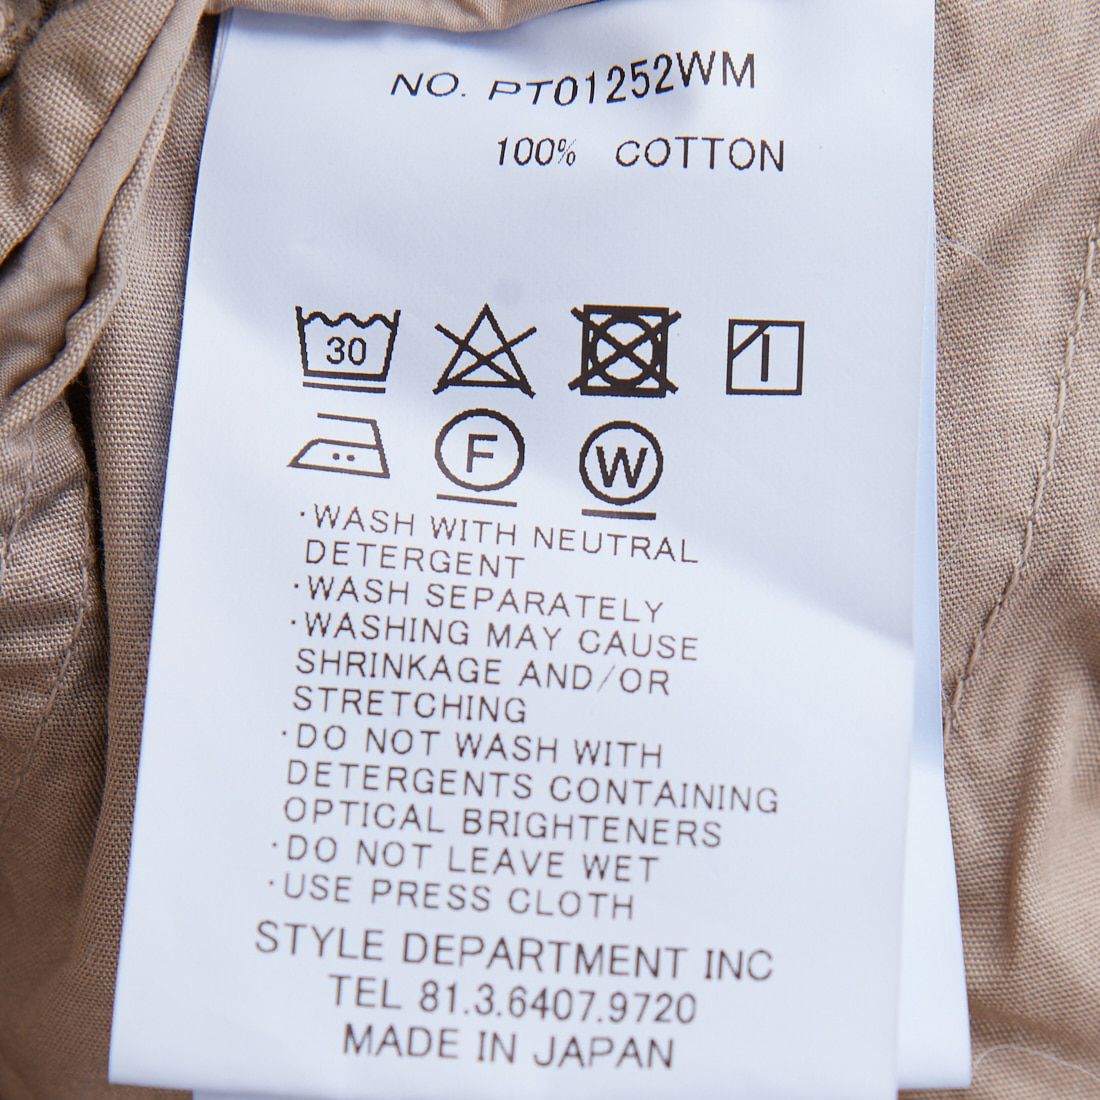 NO. PT01252WM
100% COTTON
30
F
W
·WASH WITH NEUTRAL
DETERGENT
·WASH SEPARATELY
·WASHING MAY CAUSE
SHRINKAGE AND/OR
STRETCHING
·DO NOT WASH WITH
DETERGENTS CONTAINING
OPTICAL BRIGHTENERS
·DO NOT LEAVE WET
·USE PRESS CLOTH
STYLE DEPARTMENT INC
TEL 81.3.6407.9720
MADE IN JAPAN